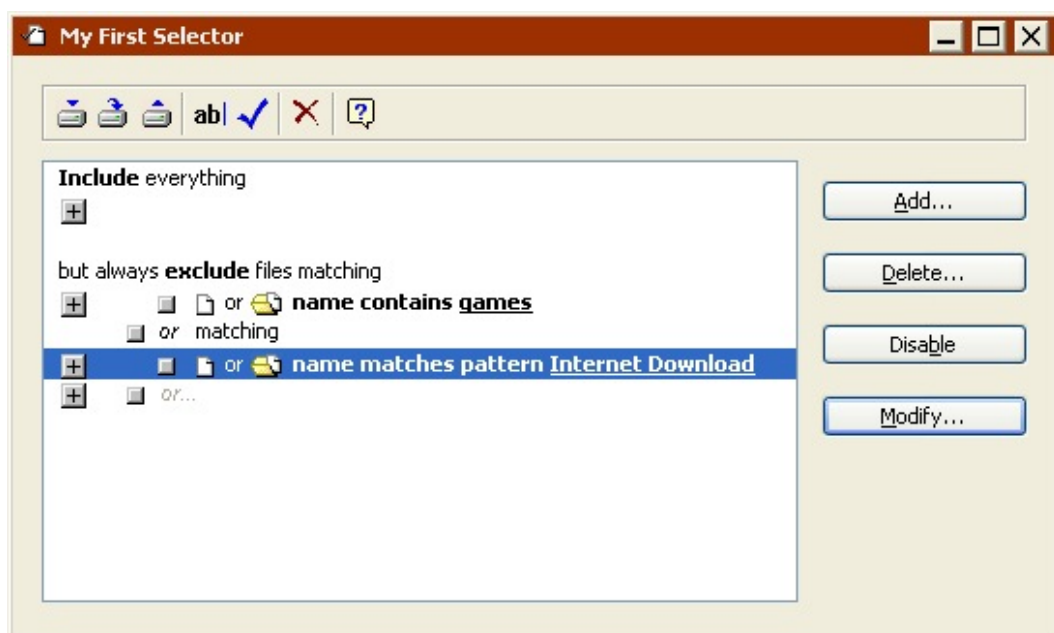 My First Selector
ab
Include everything
but always exclude files matching
or name contains games
or matching
or name matches pattern Internet Download
or...
Add...
Delete...
Disable
Modify...